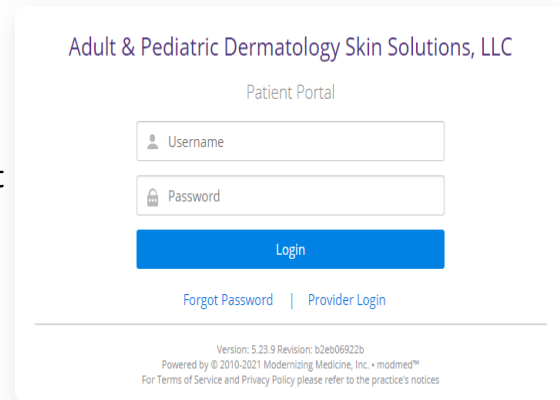 Adult & Pediatric Dermatology Skin Solutions, LLC
Patient Portal
Username
Password
Login
Forgot Password | Provider Login
Version: 5.23.9 Revision: b2eb06922b
Powered by © 2010-2021 Modernizing Medicine, Inc. • modmed™
For Terms of Service and Privacy Policy please refer to the practice's notices